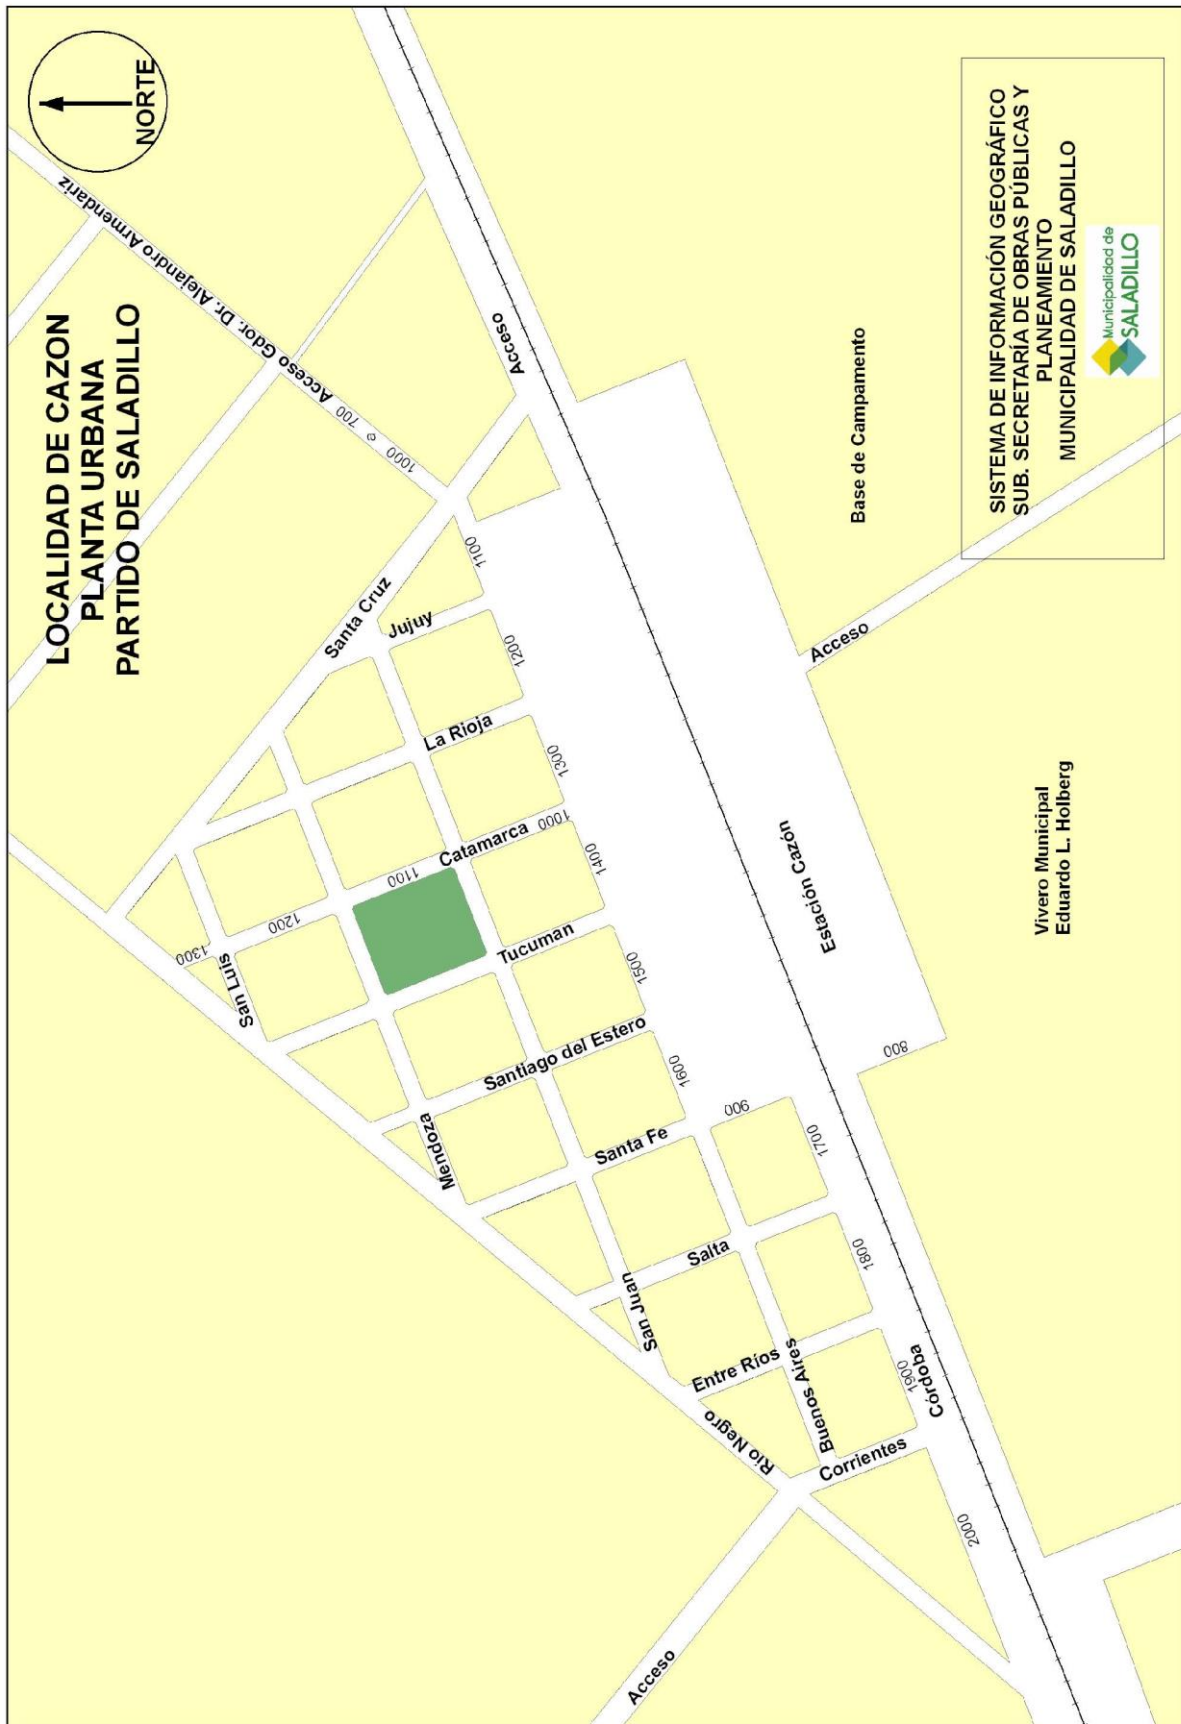 LOCALIDAD DE CAZON
PLANTA URBANA
PARTIDO DE SALADILLO
NORTE
Acceso Gdor. Dr. Alejandro Armendariz
700
1000
Acceso
Santa Cruz
1100
Jujuy
1200
La Rioja
1300
Catamarca
1000
1100
1200
1300
1400
San Luis
Tucuman
1500
Santiago del Estero
1600
Mendoza
Santa Fe
900
1700
Salta
1800
San Juan
Entre Ríos
Buenos Aires
1900
Córdoba
Rio Negro
Corrientes
2000
Acceso
Estación Cazón
800
Acceso
Base de Campamento
Vivero Municipal
Eduardo L. Holberg
SISTEMA DE INFORMACIÓN GEOGRÁFICO
SUB. SECRETARÍA DE OBRAS PÚBLICAS Y
PLANEAMIENTO
MUNICIPALIDAD DE SALADILLO
Municipalidad de
SALADILLO